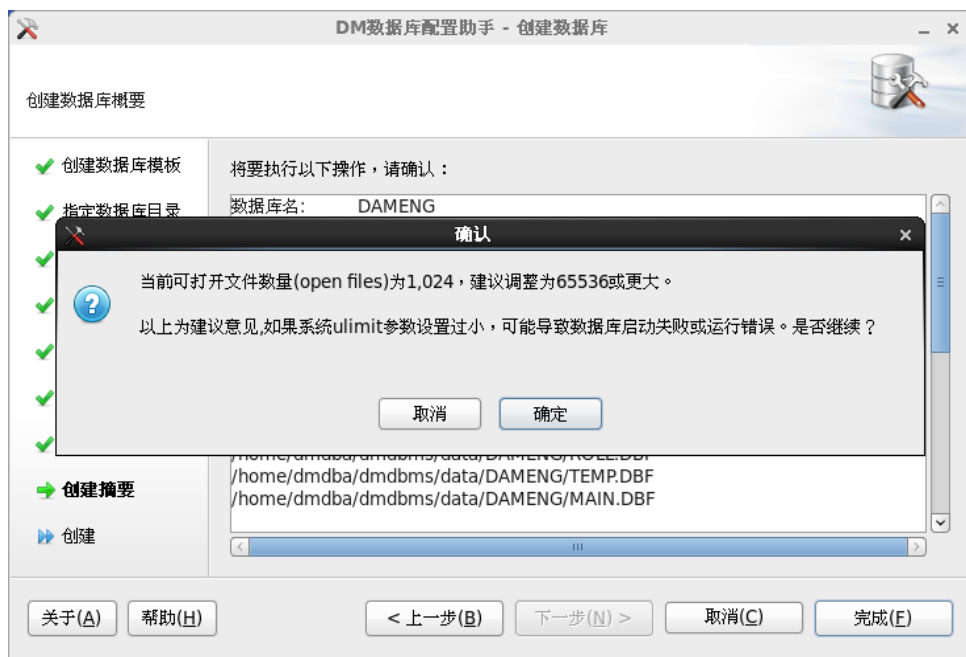 DM数据库配置助手 - 创建数据库
创建数据库概要
创建数据库模板
指定数据库目录
将要执行以下操作，请确认：
数据库名: DAMENG
确认
当前可打开文件数量(open files)为1,024，建议调整为65536或更大。
以上为建议意见,如果系统ulimit参数设置过小，可能导致数据库启动失败或运行错误。是否继续？
取消
确定
/home/dmdba/dmdbms/data/DAMENG/ROLL.DBF
/home/dmdba/dmdbms/data/DAMENG/TEMP.DBF
/home/dmdba/dmdbms/data/DAMENG/MAIN.DBF
创建摘要
创建
关于(A)
帮助(H)
< 上一步(B)
下一步(N) >
取消(C)
完成(F)